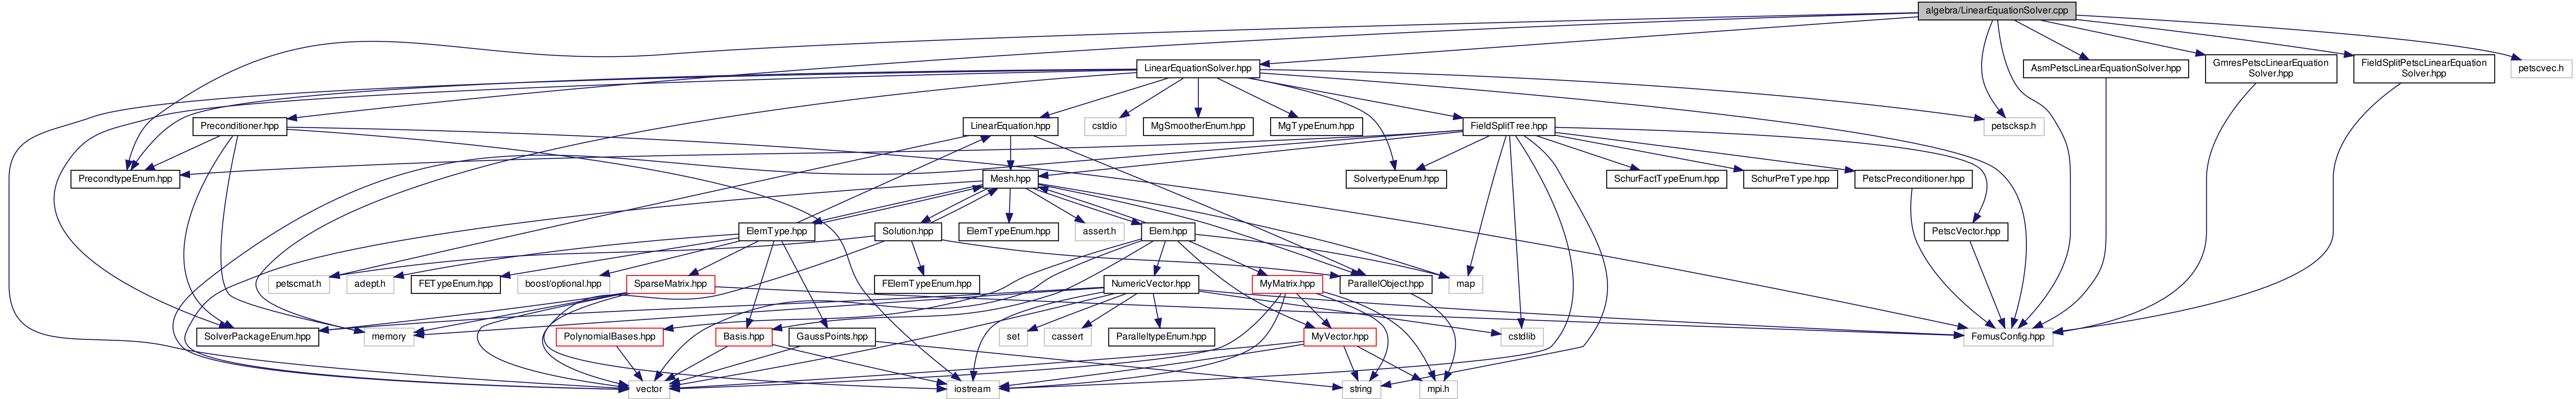 algebra/LinearEquationSolver.cpp
LinearEquationSolver.hpp
AsmPetscLinearEquationSolver.hpp
GmresPetscLinearEquation
Solver.hpp
FieldSplitPetscLinearEquation
Solver.hpp
petscvec.h
Preconditioner.hpp
LinearEquation.hpp
cstdio
MgSmootherEnum.hpp
MgTypeEnum.hpp
FieldSplitTree.hpp
petscksp.h
PrecondtypeEnum.hpp
Mesh.hpp
SolvertypeEnum.hpp
SchurFactTypeEnum.hpp
SchurPreType.hpp
PetscPreconditioner.hpp
ElemType.hpp
Solution.hpp
ElemTypeEnum.hpp
assert.h
Elem.hpp
PetscVector.hpp
petscmat.h
adept.h
FETypeEnum.hpp
boost/optional.hpp
SparseMatrix.hpp
FElemTypeEnum.hpp
NumericVector.hpp
MyMatrix.hpp
ParallelObject.hpp
map
SolverPackageEnum.hpp
memory
PolynomialBases.hpp
Basis.hpp
GaussPoints.hpp
set
cassert
ParalleltypeEnum.hpp
MyVector.hpp
cstdlib
FemusConfig.hpp
vector
iostream
string
mpi.h